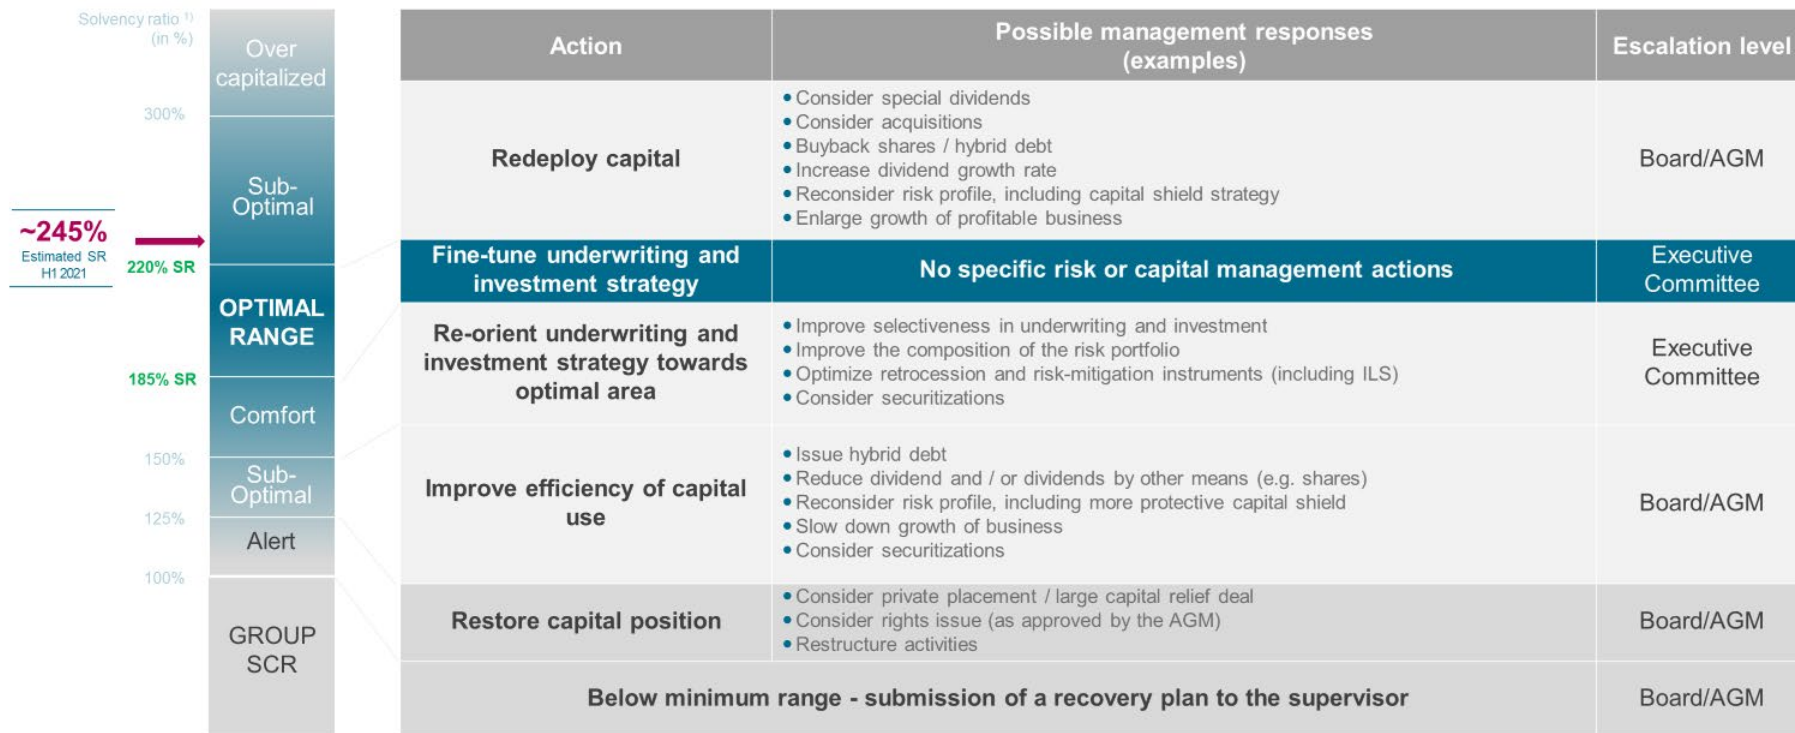 Solvency ratio 1)
(in %)
Over
capitalized
300%
Sub-
Optimal
~245%
Estimated SR
H1 2021
220% SR
OPTIMAL
RANGE
185% SR
Comfort
150%
Sub-
Optimal
125%
Alert
100%
GROUP
SCR
Action
Possible management responses
(examples)
Escalation level
Redeploy capital
• Consider special dividends
• Consider acquisitions
• Buyback shares / hybrid debt
• Increase dividend growth rate
• Reconsider risk profile, including capital shield strategy
• Enlarge growth of profitable business
Board/AGM
Fine-tune underwriting and
investment strategy
No specific risk or capital management actions
Executive
Committee
Re-orient underwriting and
investment strategy towards
optimal area
• Improve selectiveness in underwriting and investment
• Improve the composition of the risk portfolio
• Optimize retrocession and risk-mitigation instruments (including ILS)
• Consider securitizations
Executive
Committee
Improve efficiency of capital
use
• Issue hybrid debt
• Reduce dividend and / or dividends by other means (e.g. shares)
• Reconsider risk profile, including more protective capital shield
• Slow down growth of business
• Consider securitizations
Board/AGM
Restore capital position
• Consider private placement / large capital relief deal
• Consider rights issue (as approved by the AGM)
• Restructure activities
Board/AGM
Below minimum range - submission of a recovery plan to the supervisor
Board/AGM